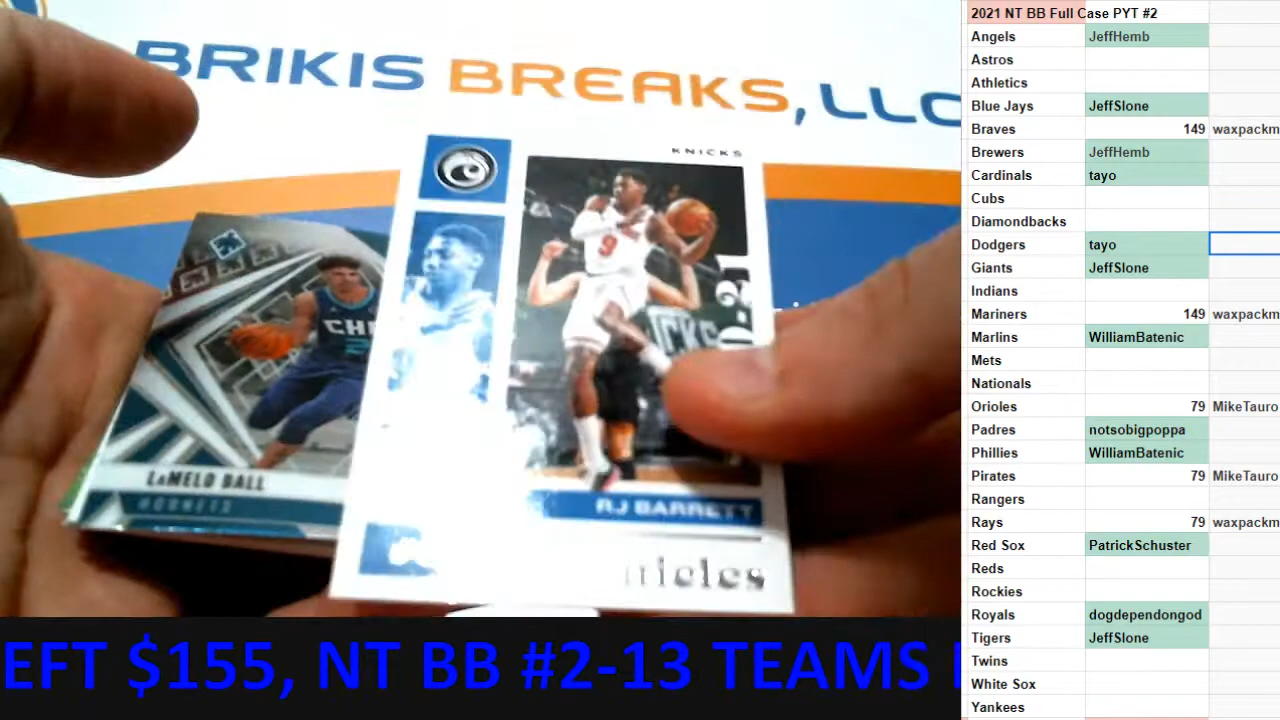 BRIKIS BREAKS, LLC
KNICKS
9
CH
RJ BARRETT
LAMELO BALL
HORNETS
nicles
EFT $155, NT BB #2-13 TEAMS
2021 NT BB Full Case PYT #2
Angels JeffHemb
Astros
Athletics
Blue Jays JeffSlone
Braves 149 waxpackm
Brewers JeffHemb
Cardinals tayo
Cubs
Diamondbacks
Dodgers tayo
Giants JeffSlone
Indians
Mariners 149 waxpackm
Marlins WilliamBatenic
Mets
Nationals
Orioles 79 MikeTauro
Padres notsobigpoppa
Phillies WilliamBatenic
Pirates 79 MikeTauro
Rangers
Rays 79 waxpackm
Red Sox PatrickSchuster
Reds
Rockies
Royals dogdependongod
Tigers JeffSlone
Twins
White Sox
Yankees